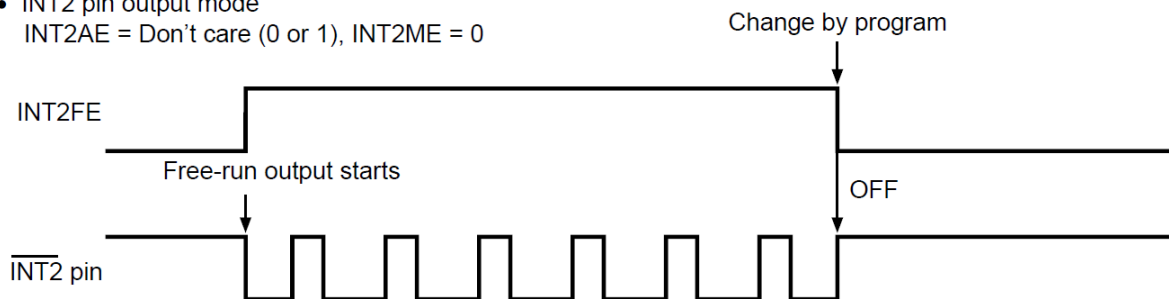 • INT2 pin output mode
INT2AE = Don't care (0 or 1), INT2ME = 0
Change by program
INT2FE
Free-run output starts
OFF
INT2 pin